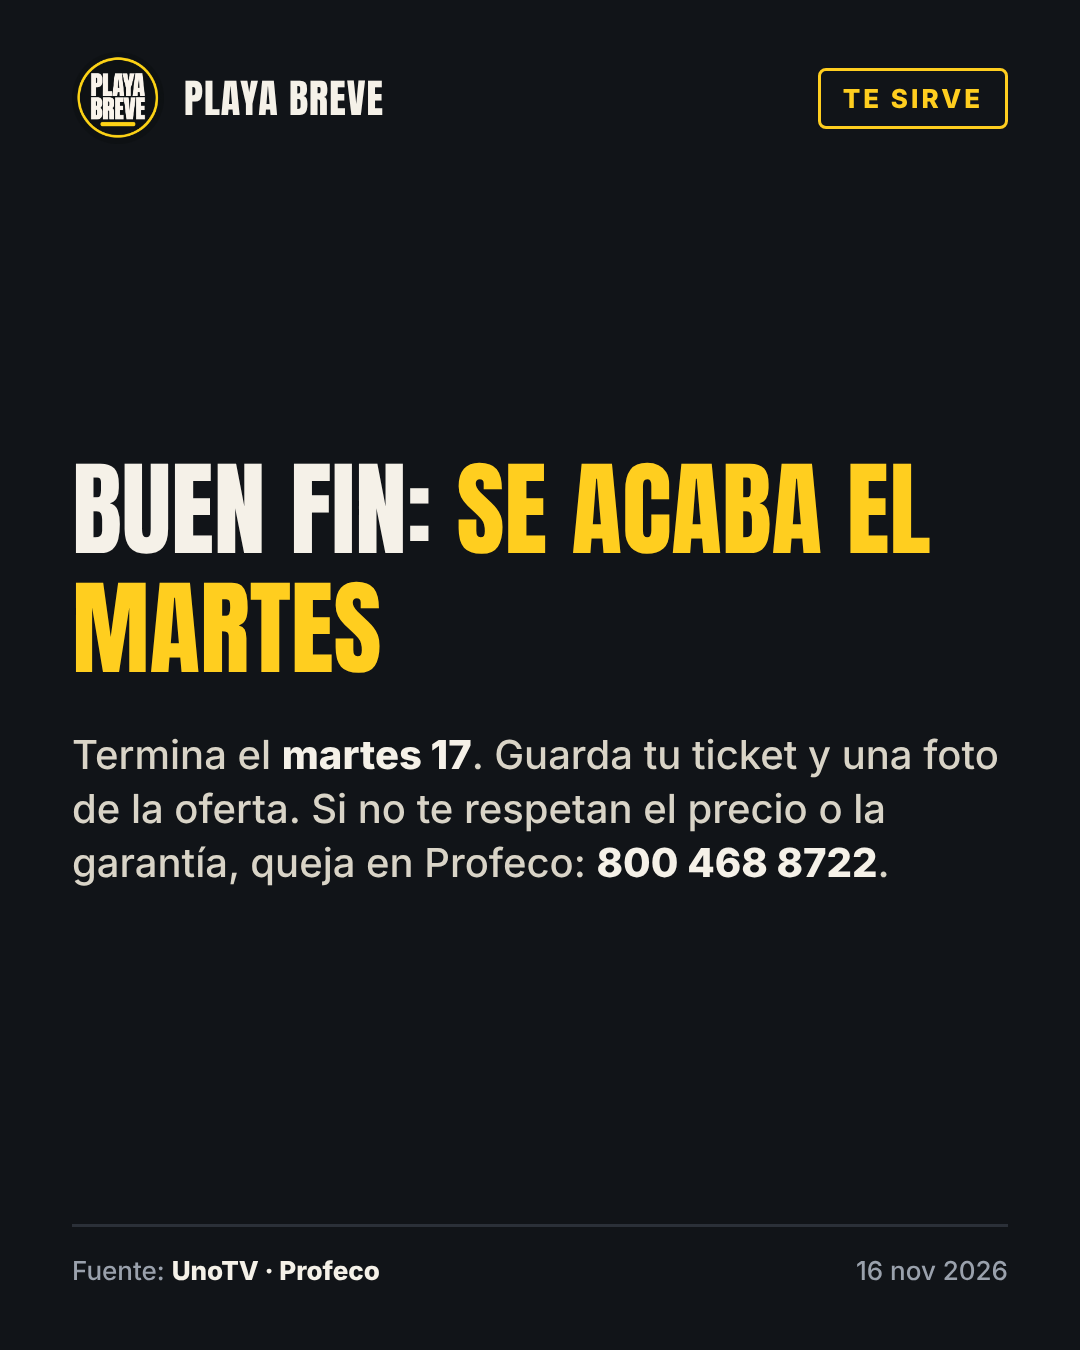 PLAYA
BREVE
PLAYA BREVE
TE SIRVE
BUEN FIN: SE ACABA EL
MARTES
Termina el martes 17. Guarda tu ticket y una foto
de la oferta. Si no te respetan el precio o la
garantía, queja en Profeco: 800 468 8722.
Fuente: UnoTV · Profeco
16 nov 2026